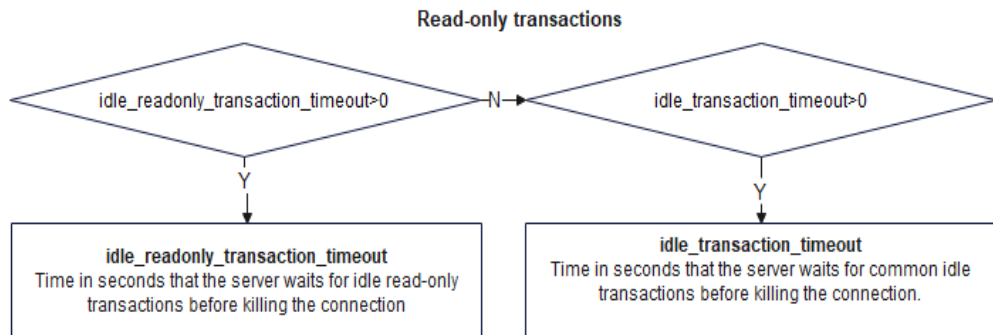 Read-only transactions
idle_readonly_transaction_timeout>0
N
idle_transaction_timeout>0
Y
Y
idle_readonly_transaction_timeout
Time in seconds that the server waits for idle read-only
transactions before killing the connection
idle_transaction_timeout
Time in seconds that the server waits for common idle
transactions before killing the connection.